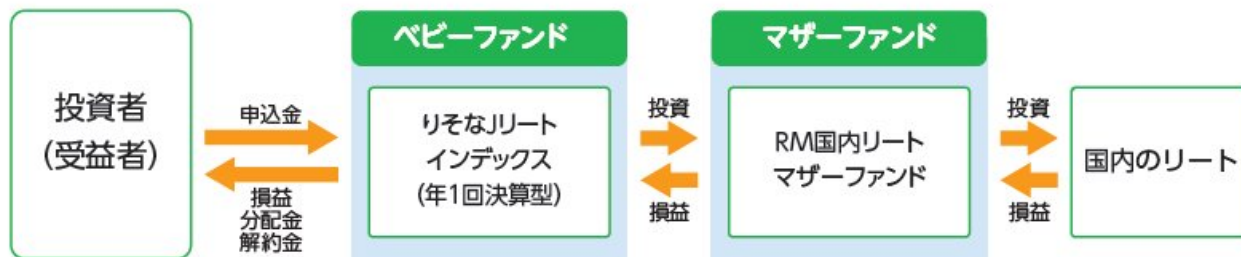 投資者
(受益者)
申込金
損益
分配金
解約金
ベビーファンド
りそなJリート
インデックス
(年1回決算型)
投資
損益
マザーファンド
RM国内リート
マザーファンド
投資
損益
国内のリート